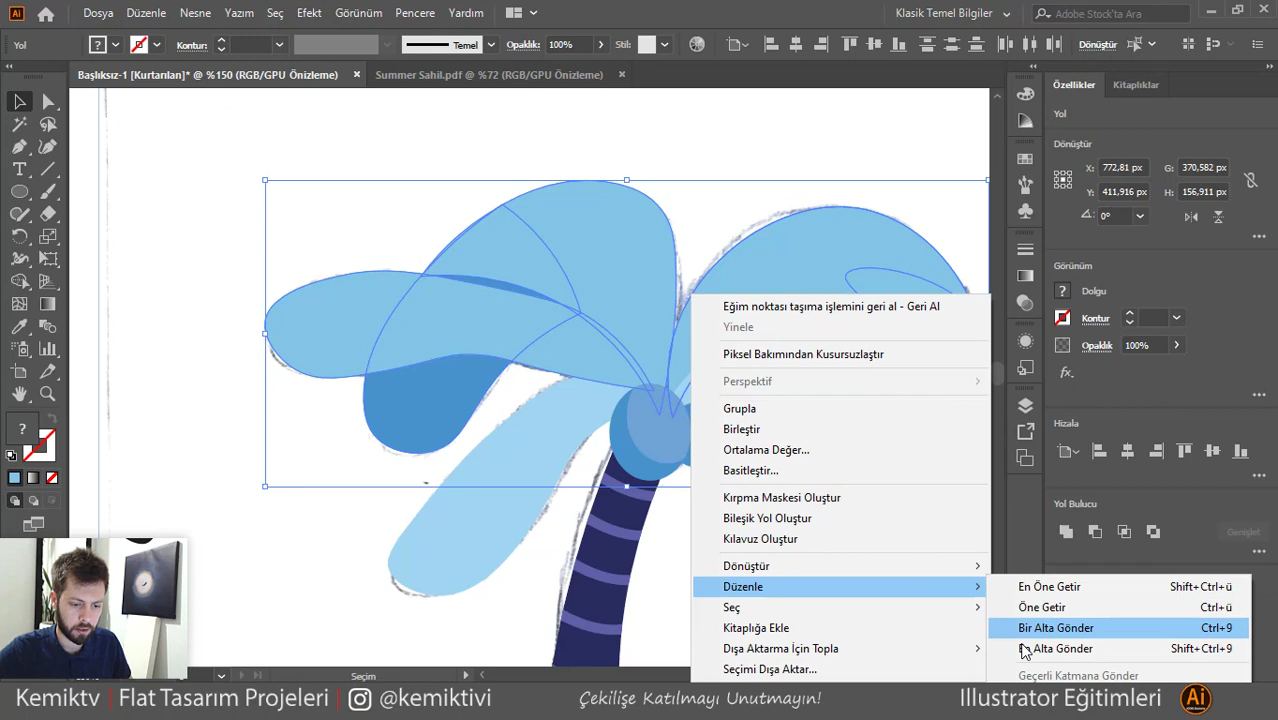 Ai Dosya Düzenle Nesne Yazım Seç Efekt Görünüm Pencere Yardım Klasik Temel Bilgiler Adobe Stock'ta Ara
Yol ? Kontur: Temel Opaklık: 100% Stil: Dönüştür
Başlıksız-1 [Kurtarılan]* @ %150 (RGB/GPU Önizleme) Summer Sahil.pdf @ %72 (RGB/GPU Önizleme)
Özellikler Kitaplıklar
Yol
Dönüştür
X: 772,81 px G: 370,582 px
Y: 411,916 px H: 156,911 px
0°
Görünüm
? Dolgu
Kontur
Opaklık 100%
fx.
Hizala
Yol Bulucu
Genişlet
Eğim noktası taşıma işlemini geri al - Geri Al
Yinele
Piksel Bakımından Kusursuzlaştır
Perspektif
Grupla
Birleştir
Ortalama Değer...
Basitleştir...
Kırpma Maskesi Oluştur
Bileşik Yol Oluştur
Kılavuz Oluştur
Dönüştür
Düzenle
Seç
Kitaplığa Ekle
Dışa Aktarma İçin Topla
Seçimi Dışa Aktar...
En Öne Getir Shift+Ctrl+ü
Öne Getir Ctrl+ü
Bir Alta Gönder Ctrl+9
Alta Gönder Shift+Ctrl+9
Geçerli Katmana Gönder
?
Seçim
Kemiktv | Flat Tasarım Projeleri | @kemiktivi Çekilişe Katılmayı Unutmayın! Illustrator Eğitimleri Ai